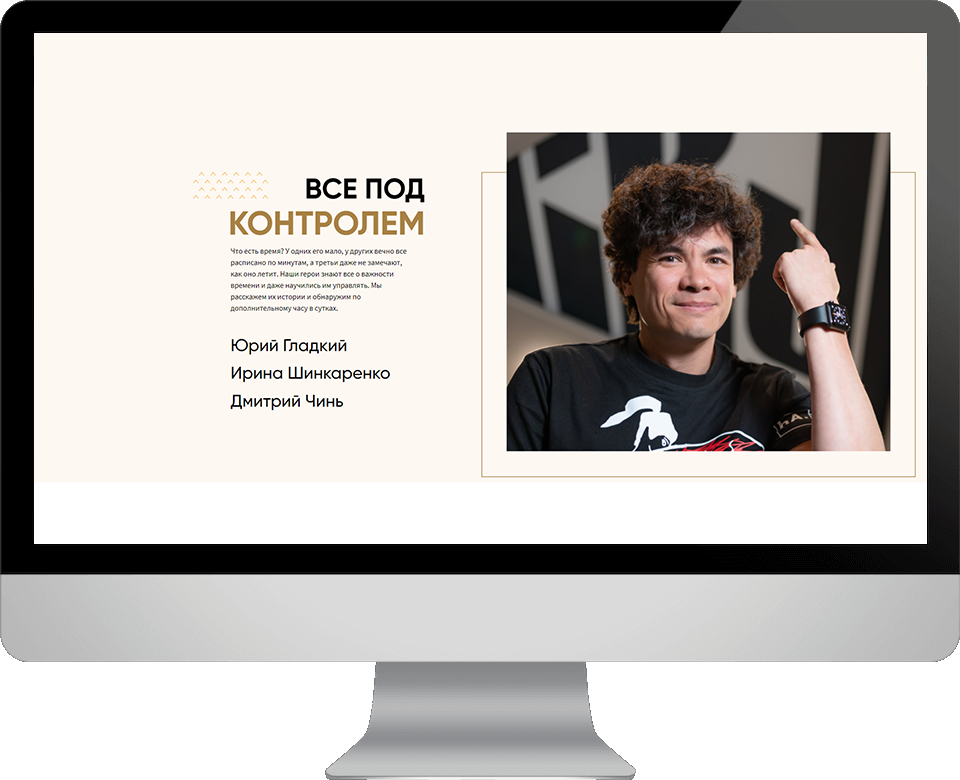 ВСЕ ПОД
КОНТРОЛЕМ
Что есть время? У одних его мало, у других вечно все
расписано по минутам, а третьи даже не замечают,
как оно летит. Наши герои знают все о важности
времени и даже научились им управлять. Мы
расскажем их истории и обнаружим по
дополнительному часу в сутках.
Юрий Гладкий
Ирина Шинкаренко
Дмитрий Чинь